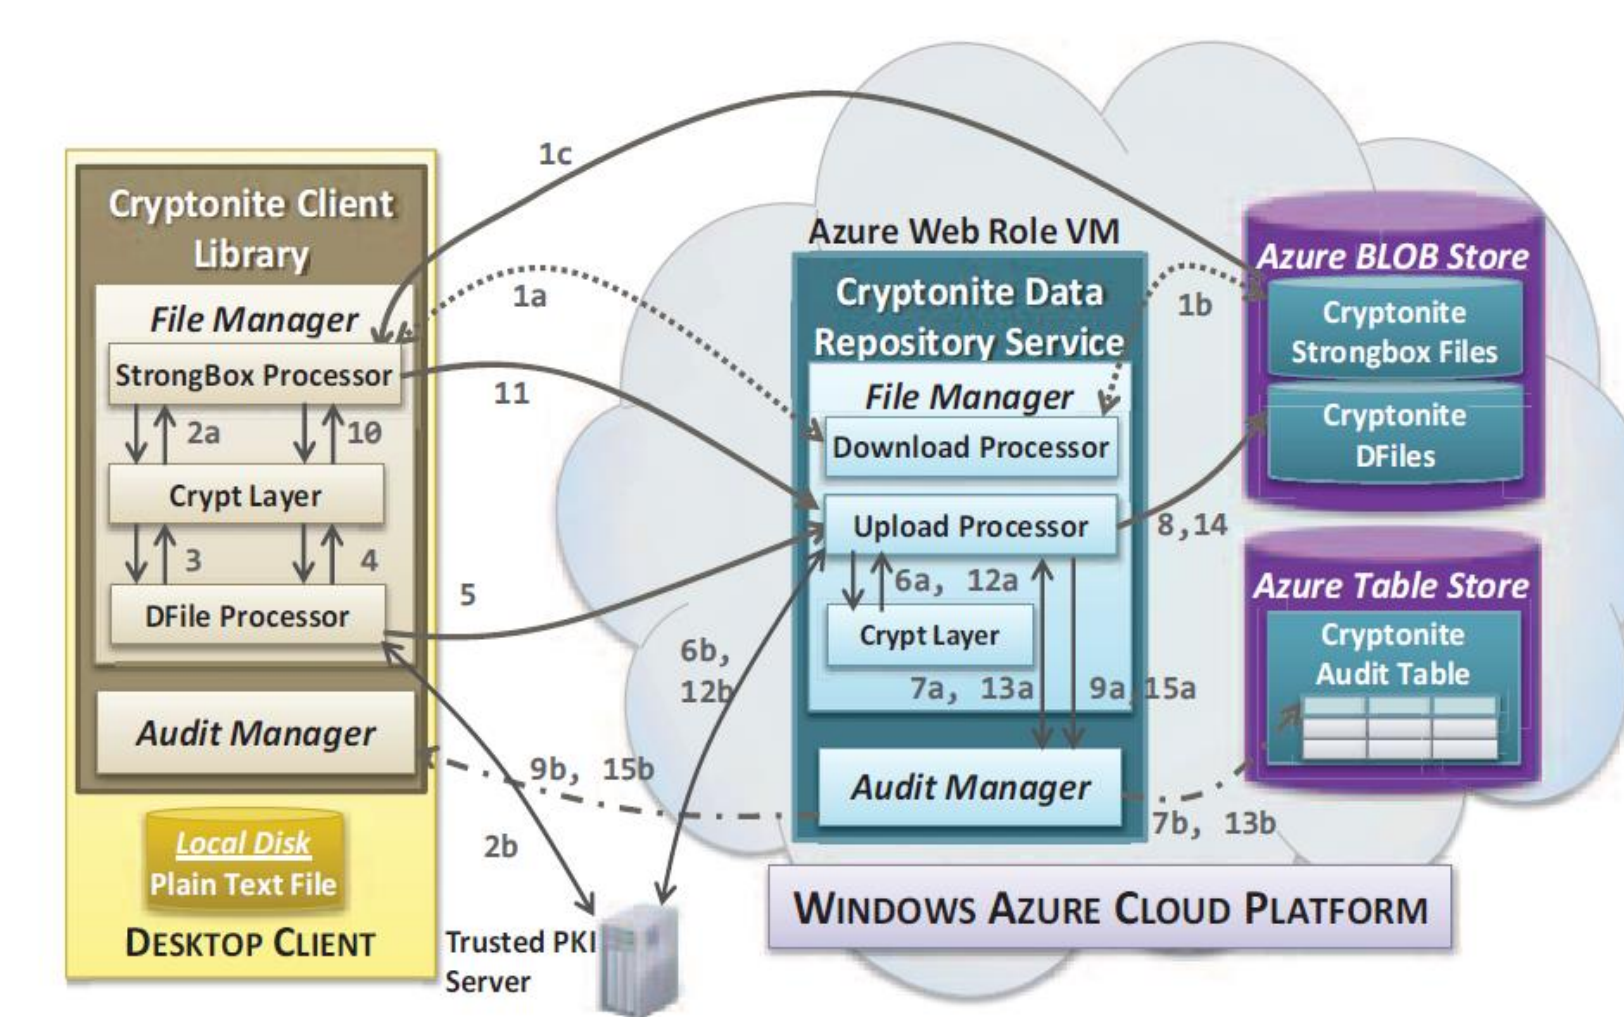 Cryptonite Client
Library
File Manager
StrongBox Processor
2a
10
Crypt Layer
3
4
DFile Processor
Audit Manager
Local Disk
Plain Text File
DESKTOP CLIENT
1c
1a
11
5
6b,
12b
9b, 15b
2b
Trusted PKI
Server
Azure Web Role VM
Cryptonite Data
Repository Service
File Manager
Download Processor
Upload Processor
6a, 12a
Crypt Layer
7a, 13a
9a,15a
Audit Manager
1b
8,14
7b, 13b
Azure BLOB Store
Cryptonite
Strongbox Files
Cryptonite
DFiles
Azure Table Store
Cryptonite
Audit Table
WINDOWS AZURE CLOUD PLATFORM